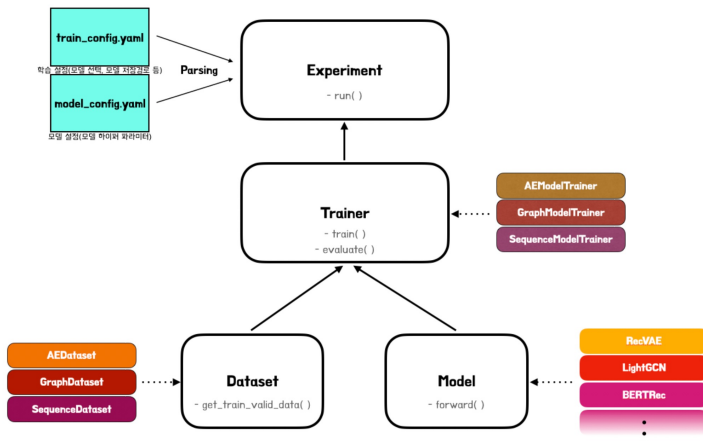 train_config.yaml
학습 설정(모델 선택, 모델 저장경로 등)
Parsing
model_config.yaml
모델 설정(모델 하이퍼 파라미터)
Experiment
- run( )
Trainer
- train( )
- evaluate( )
AEModelTrainer
GraphModelTrainer
SequenceModelTrainer
AEDataset
GraphDataset
SequenceDataset
Dataset
- get_train_valid_data( )
Model
- forward( )
RecVAE
LightGCN
BERTRec